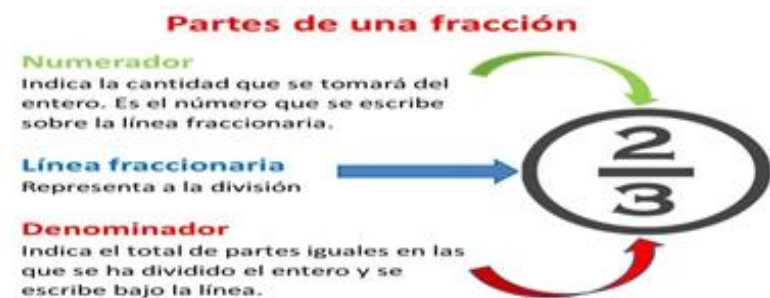 Partes de una fracción
Numerador
Indica la cantidad que se tomará del
entero. Es el número que se escribe
sobre la línea fraccionaria.
Línea fraccionaria
Representa a la división
Denominador
Indica el total de partes iguales en las
que se ha dividido el entero y se
escribe bajo la línea.
2
3